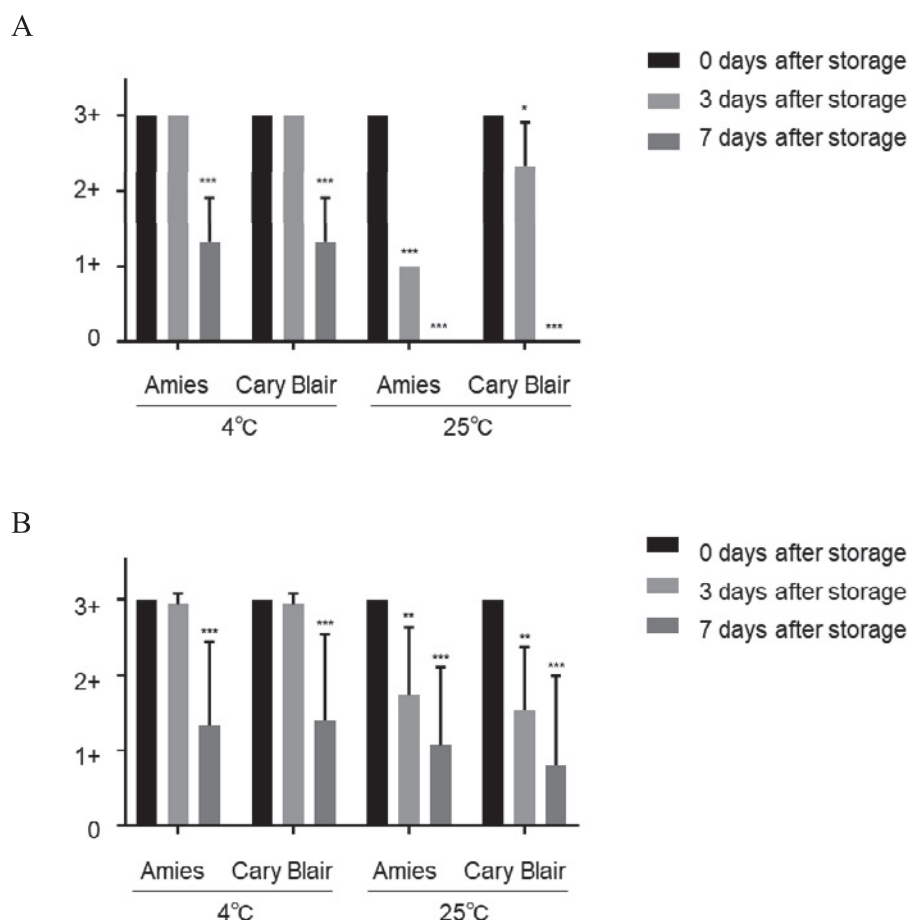 A
0 days after storage
3 days after storage
7 days after storage
3+
2+
1+
0
***
***
***
***
*
***
Amies
Cary Blair
Amies
Cary Blair
4℃
25℃
B
0 days after storage
3 days after storage
7 days after storage
3+
2+
1+
0
***
***
**
***
**
***
Amies
Cary Blair
Amies
Cary Blair
4℃
25℃